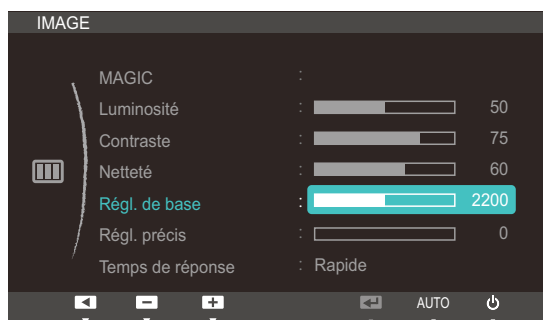 IMAGE
MAGIC :
Luminosité : 50
Contraste : 75
Netteté : 60
Régl. de base : 2200
Régl. précis : 0
Temps de réponse : Rapide
AUTO